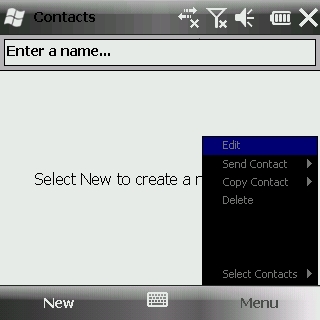 Contacts
Enter a name...
Select New to create a n
Edit
Send Contact
Copy Contact
Delete
Select Contacts
New
Menu